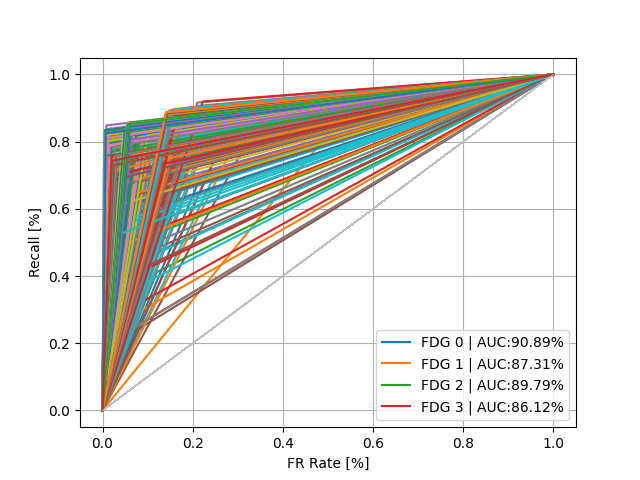 1.0
0.8
0.6
0.4
0.2
0.0
Recall [%]
0.0 0.2 0.4 0.6 0.8 1.0
FR Rate [%]
FDG 0 | AUC:90.89%
FDG 1 | AUC:87.31%
FDG 2 | AUC:89.79%
FDG 3 | AUC:86.12%